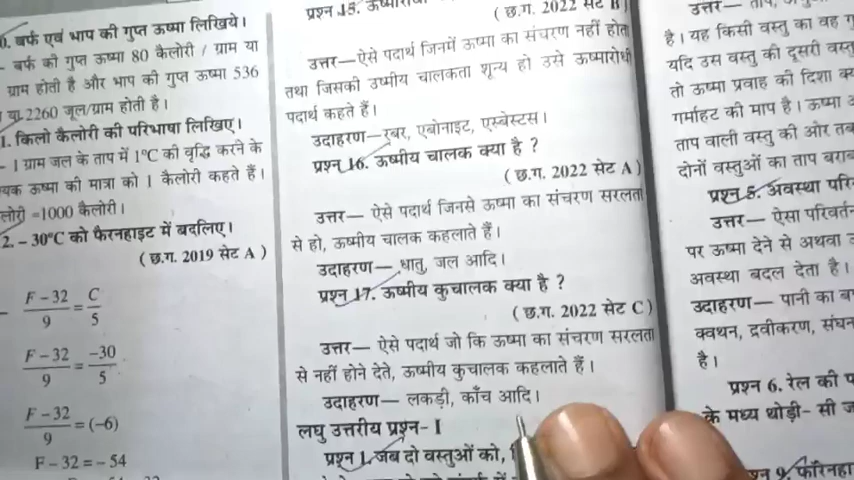 बर्फ एवं भाप की गुप्त ऊष्मा लिखिये।
– बर्फ की गुप्त ऊष्मा 80 कैलोरी / ग्राम या
ग्राम होती है और भाप की गुप्त ऊष्मा 536
या 2260 जूल/ग्राम होती है।
1. किलो कैलोरी की परिभाषा लिखिए।
– 1 ग्राम जल के ताप में 1°C की वृद्धि करने के
यक ऊष्मा की मात्रा को 1 कैलोरी कहते हैं।
लोरी =1000 कैलोरी।
2. – 30°C को फैरनहाइट में बदलिए।
( छ.ग. 2019 सेट A )
F – 32 / 9 = C / 5
F – 32 / 9 = –30 / 5
F – 32 / 9 = (–6)
F – 32 = – 54
प्रश्न 15.
( छ.ग. 2022 सेट B )
उत्तर— ऐसे पदार्थ जिनमें ऊष्मा का संचरण नहीं होता
तथा जिसकी उष्मीय चालकता शून्य हो उसे ऊष्मारोधी
पदार्थ कहते हैं।
उदाहरण— रबर, एबोनाइट, एस्बेस्टस।
प्रश्न 16. ऊष्मीय चालक क्या है ?
( छ.ग. 2022 सेट A )
उत्तर— ऐसे पदार्थ जिनसे ऊष्मा का संचरण सरलता
से हो, ऊष्मीय चालक कहलाते हैं।
उदाहरण— धातु, जल आदि।
प्रश्न 17. ऊष्मीय कुचालक क्या है ?
( छ.ग. 2022 सेट C )
उत्तर— ऐसे पदार्थ जो कि ऊष्मा का संचरण सरलता
से नहीं होने देते, ऊष्मीय कुचालक कहलाते हैं।
उदाहरण— लकड़ी, काँच आदि।
लघु उत्तरीय प्रश्न- I
प्रश्न 1. जब दो वस्तुओं को,
उत्तर— ताप,
है। यह किसी वस्तु का वह
यदि उस वस्तु की दूसरी वस्तु
तो ऊष्मा प्रवाह की दिशा
गर्माहट की माप है। ऊष्मा
ताप वाली वस्तु की ओर
दोनों वस्तुओं का ताप
प्रश्न 5. अवस्था
उत्तर— ऐसा
पर ऊष्मा देने से अथवा
अवस्था बदल देता है।
उदाहरण— पानी का
क्वथन, द्रवीकरण,
है।
प्रश्न 6. रेल की
के मध्य थोड़ी- सी
9.